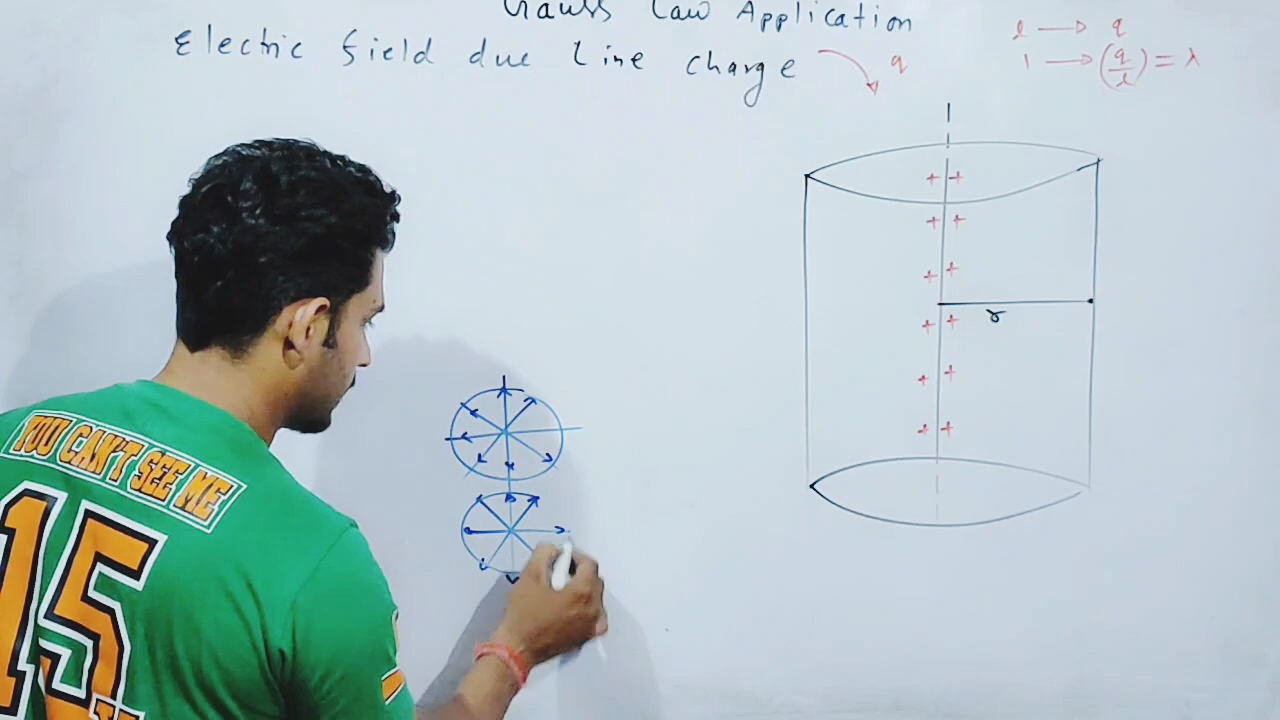 Gauss Law Application
Electric field due line charge q
l → q
1 → (q/l) = λ
+ +
+ +
+ +
r
+ +
+ +
+ +
YOU CAN'T SEE ME
15